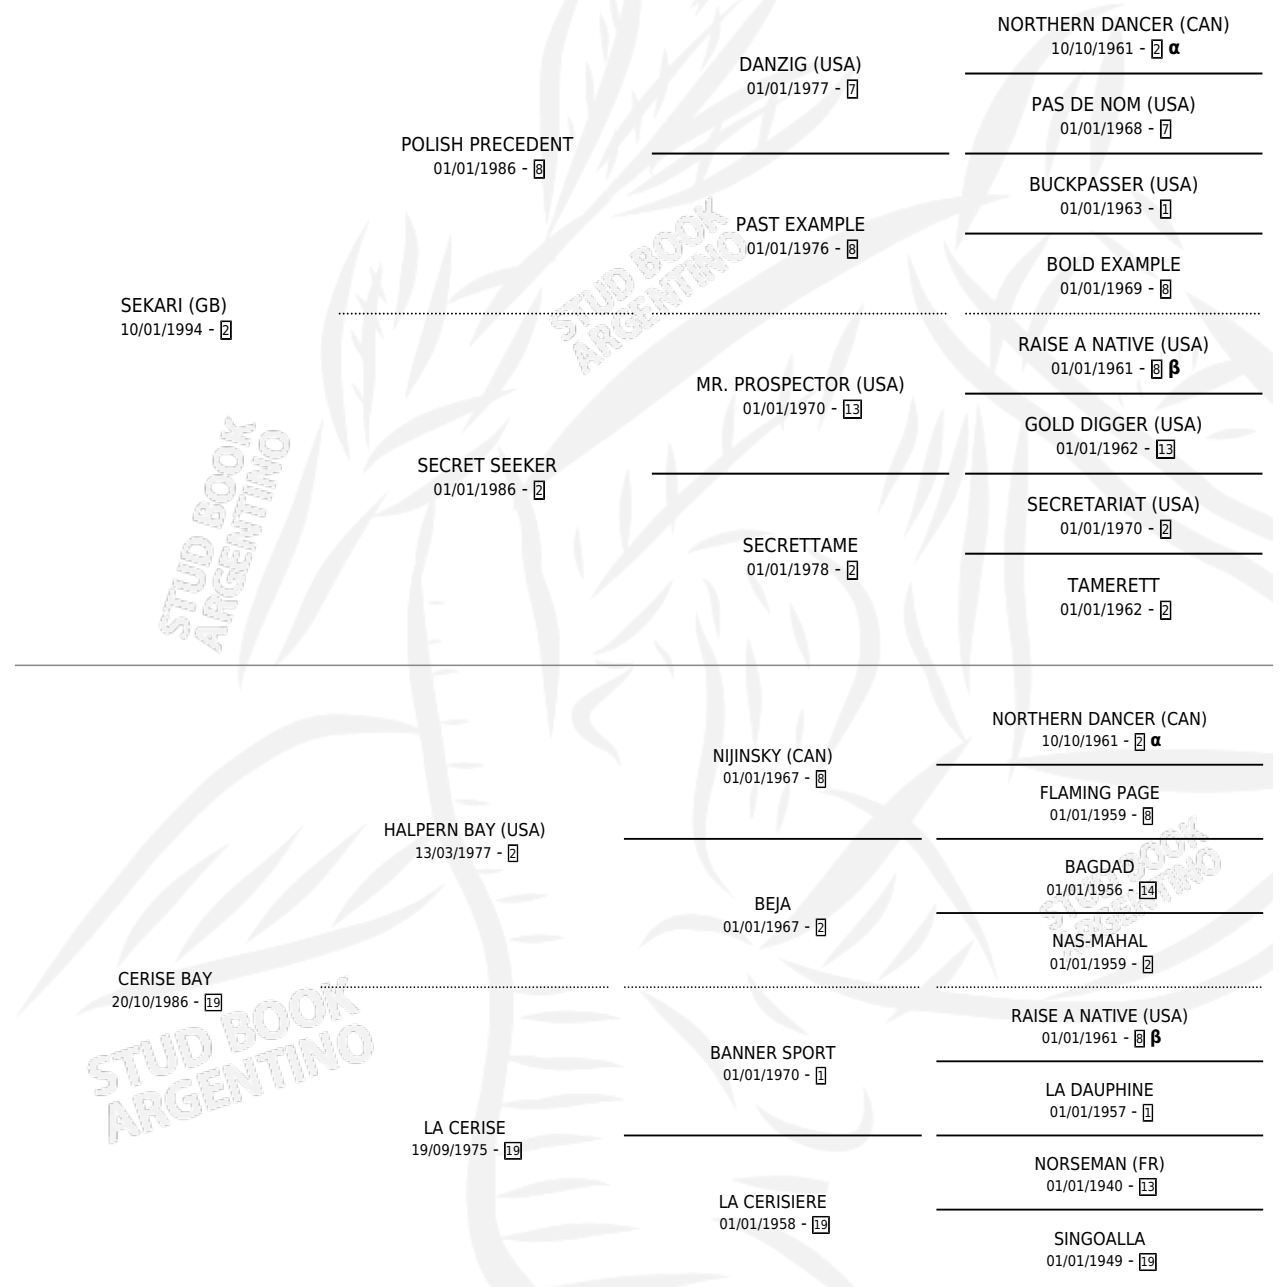 NORTHERN DANCER (CAN)
10/10/1961 - 2 α
DANZIG (USA)
01/01/1977 - 7
PAS DE NOM (USA)
01/01/1968 - 7
POLISH PRECEDENT
01/01/1986 - 8
BUCKPASSER (USA)
01/01/1963 - 1
PAST EXAMPLE
01/01/1976 - 8
BOLD EXAMPLE
01/01/1969 - 8
STUD BOOK
ARGENTINO
SEKARI (GB)
10/01/1994 - 2
RAISE A NATIVE (USA)
01/01/1961 - 8 β
MR. PROSPECTOR (USA)
01/01/1970 - 13
GOLD DIGGER (USA)
01/01/1962 - 13
SECRET SEEKER
01/01/1986 - 2
SECRETARIAT (USA)
01/01/1970 - 2
SECRETTAME
01/01/1978 - 2
TAMERETT
01/01/1962 - 2
STUD BOOK
ARGENTINO
NORTHERN DANCER (CAN)
10/10/1961 - 2 α
NIJINSKY (CAN)
01/01/1967 - 8
FLAMING PAGE
01/01/1959 - 8
HALPERN BAY (USA)
13/03/1977 - 2
BAGDAD
01/01/1956 - 14
BEJA
01/01/1967 - 2
NAS-MAHAL
01/01/1959 - 2
STUD BOOK
ARGENTINO
CERISE BAY
20/10/1986 - 19
RAISE A NATIVE (USA)
01/01/1961 - 8 β
BANNER SPORT
01/01/1970 - 1
LA DAUPHINE
01/01/1957 - 1
STUD BOOK
ARGENTINO
LA CERISE
19/09/1975 - 19
NORSEMAN (FR)
01/01/1940 - 13
LA CERISIERE
01/01/1958 - 19
SINGOALLA
01/01/1949 - 19